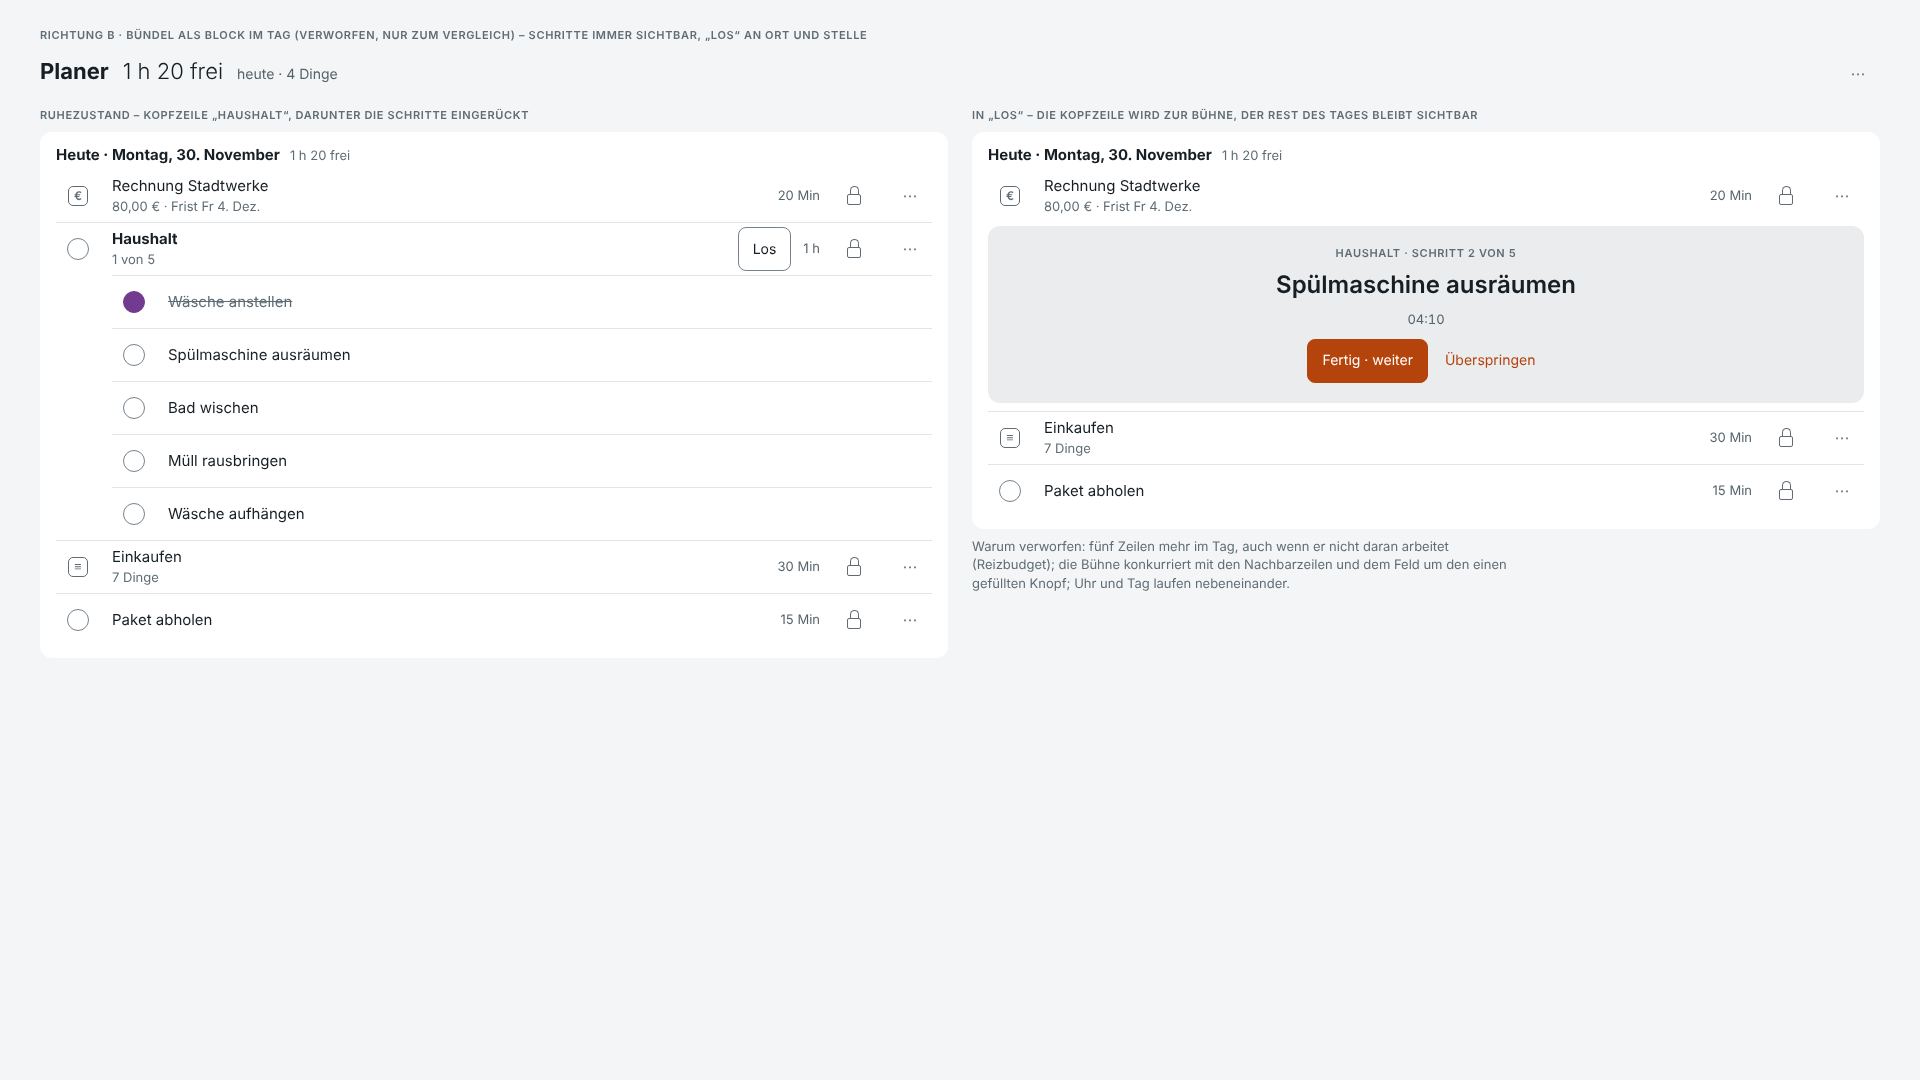 RICHTUNG B · BÜNDEL ALS BLOCK IM TAG (VERWORFEN, NUR ZUM VERGLEICH) – SCHRITTE IMMER SICHTBAR, „LOS“ AN ORT UND STELLE
Planer 1 h 20 frei heute · 4 Dinge ...
RUHEZUSTAND – KOPFZEILE „HAUSHALT“, DARUNTER DIE SCHRITTE EINGERÜCKT
Heute · Montag, 30. November 1 h 20 frei
€ Rechnung Stadtwerke 20 Min ...
80,00 € · Frist Fr 4. Dez.
Haushalt Los 1 h ...
1 von 5
Wäsche anstellen
Spülmaschine ausräumen
Bad wischen
Müll rausbringen
Wäsche aufhängen
Einkaufen 30 Min ...
7 Dinge
Paket abholen 15 Min ...
IN „LOS“ – DIE KOPFZEILE WIRD ZUR BÜHNE, DER REST DES TAGES BLEIBT SICHTBAR
Heute · Montag, 30. November 1 h 20 frei
€ Rechnung Stadtwerke 20 Min ...
80,00 € · Frist Fr 4. Dez.
HAUSHALT · SCHRITT 2 VON 5
Spülmaschine ausräumen
04:10
Fertig · weiter Überspringen
Einkaufen 30 Min ...
7 Dinge
Paket abholen 15 Min ...
Warum verworfen: fünf Zeilen mehr im Tag, auch wenn er nicht daran arbeitet
(Reizbudget); die Bühne konkurriert mit den Nachbarzeilen und dem Feld um den einen
gefüllten Knopf; Uhr und Tag laufen nebeneinander.